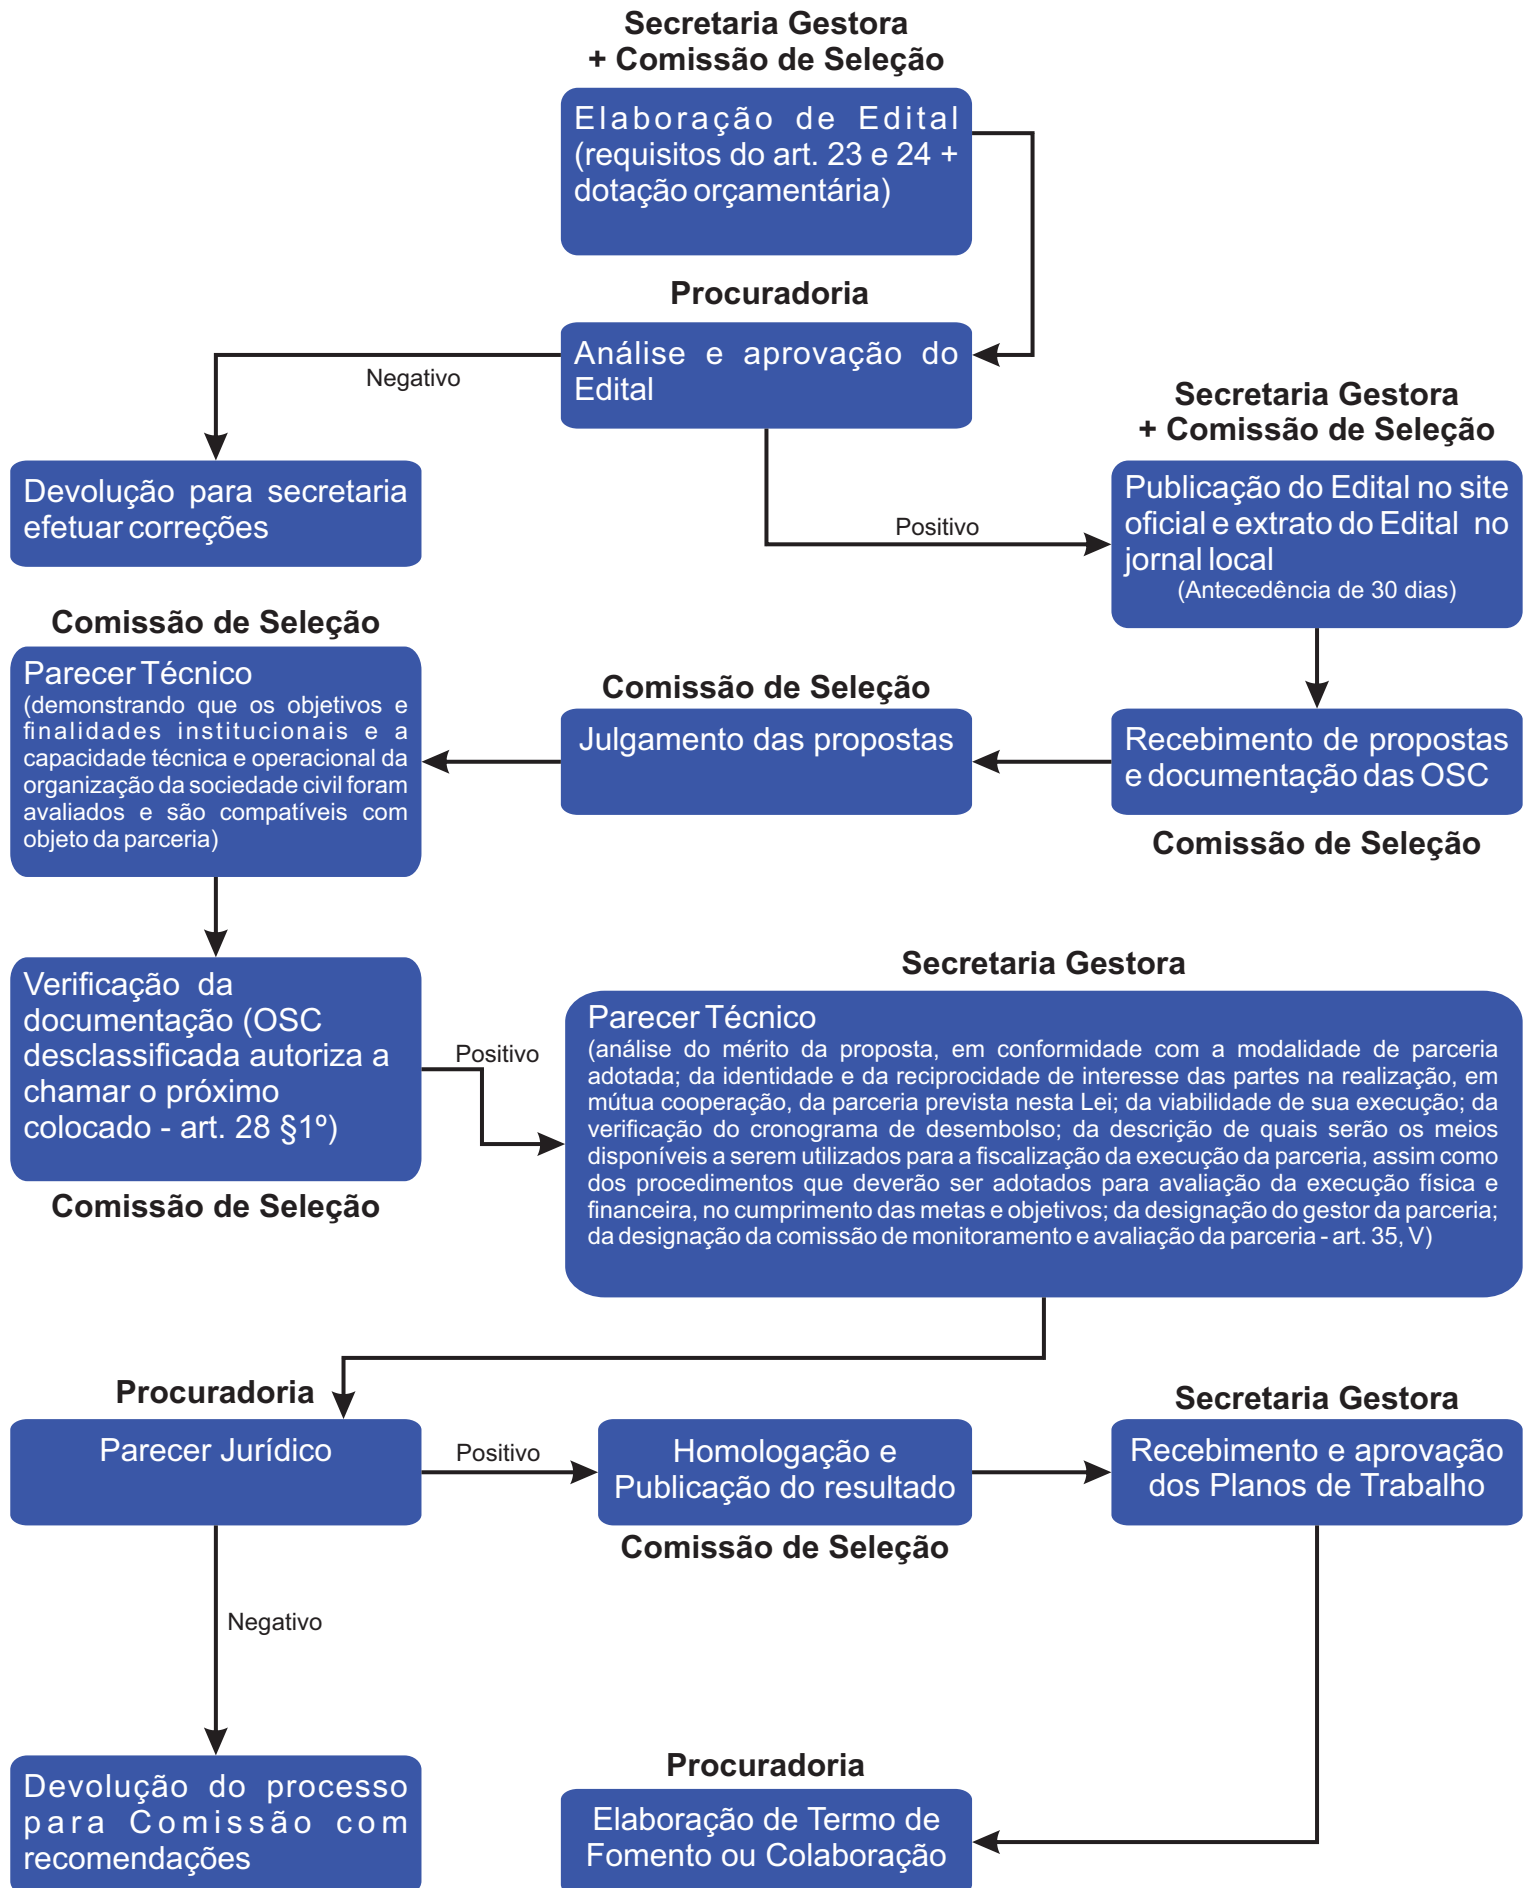 Secretaria Gestora
+ Comissão de Seleção
Elaboração de Edital
(requisitos do art. 23 e 24 +
dotação orçamentária)
Procuradoria
Análise e aprovação do
Edital
Negativo
Devolução para secretaria
efetuar correções
Positivo
Secretaria Gestora
+ Comissão de Seleção
Publicação do Edital no site
oficial e extrato do Edital no
jornal local
(Antecedência de 30 dias)
Recebimento de propostas
e documentação das OSC
Comissão de Seleção
Comissão de Seleção
Julgamento das propostas
Comissão de Seleção
Parecer Técnico
(demonstrando que os objetivos e
finalidades institucionais e a
capacidade técnica e operacional da
organização da sociedade civil foram
avaliados e são compatíveis com
objeto da parceria)
Verificação da
documentação (OSC
desclassificada autoriza a
chamar o próximo
colocado - art. 28 §1º)
Comissão de Seleção
Positivo
Secretaria Gestora
Parecer Técnico
(análise do mérito da proposta, em conformidade com a modalidade de parceria
adotada; da identidade e da reciprocidade de interesse das partes na realização, em
mútua cooperação, da parceria prevista nesta Lei; da viabilidade de sua execução; da
verificação do cronograma de desembolso; da descrição de quais serão os meios
disponíveis a serem utilizados para a fiscalização da execução da parceria, assim como
dos procedimentos que deverão ser adotados para avaliação da execução física e
financeira, no cumprimento das metas e objetivos; da designação do gestor da parceria;
da designação da comissão de monitoramento e avaliação da parceria - art. 35, V)
Procuradoria
Parecer Jurídico
Positivo
Homologação e
Publicação do resultado
Comissão de Seleção
Secretaria Gestora
Recebimento e aprovação
dos Planos de Trabalho
Negativo
Devolução do processo
para Comissão com
recomendações
Procuradoria
Elaboração de Termo de
Fomento ou Colaboração